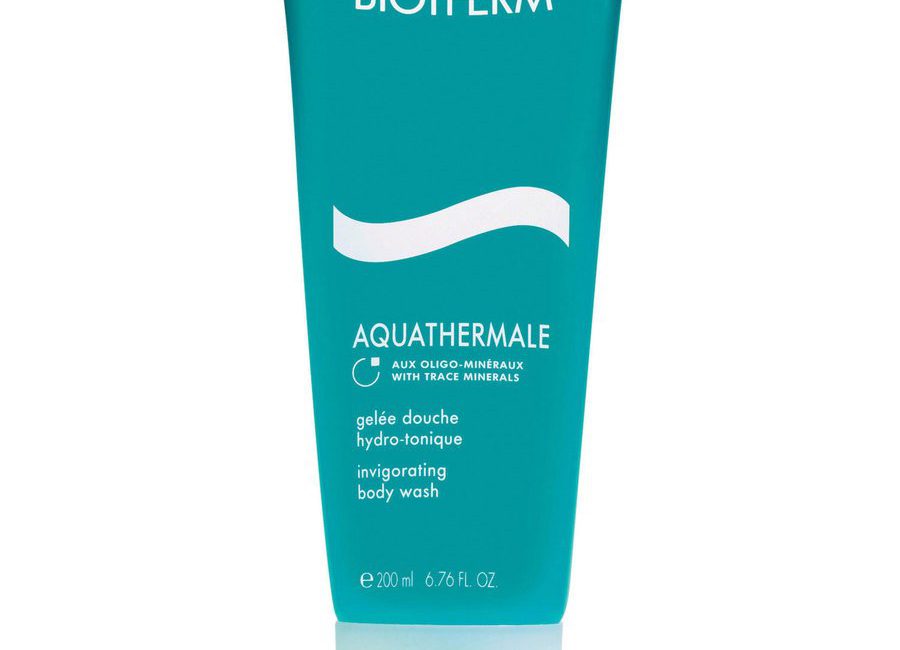 BIOTHERM
AQUATHERMALE
AUX OLIGO-MINÉRAUX
WITH TRACE MINERALS
gelée douche
hydro-tonique
invigorating
body wash
e 200 ml 6.76 FL. OZ.